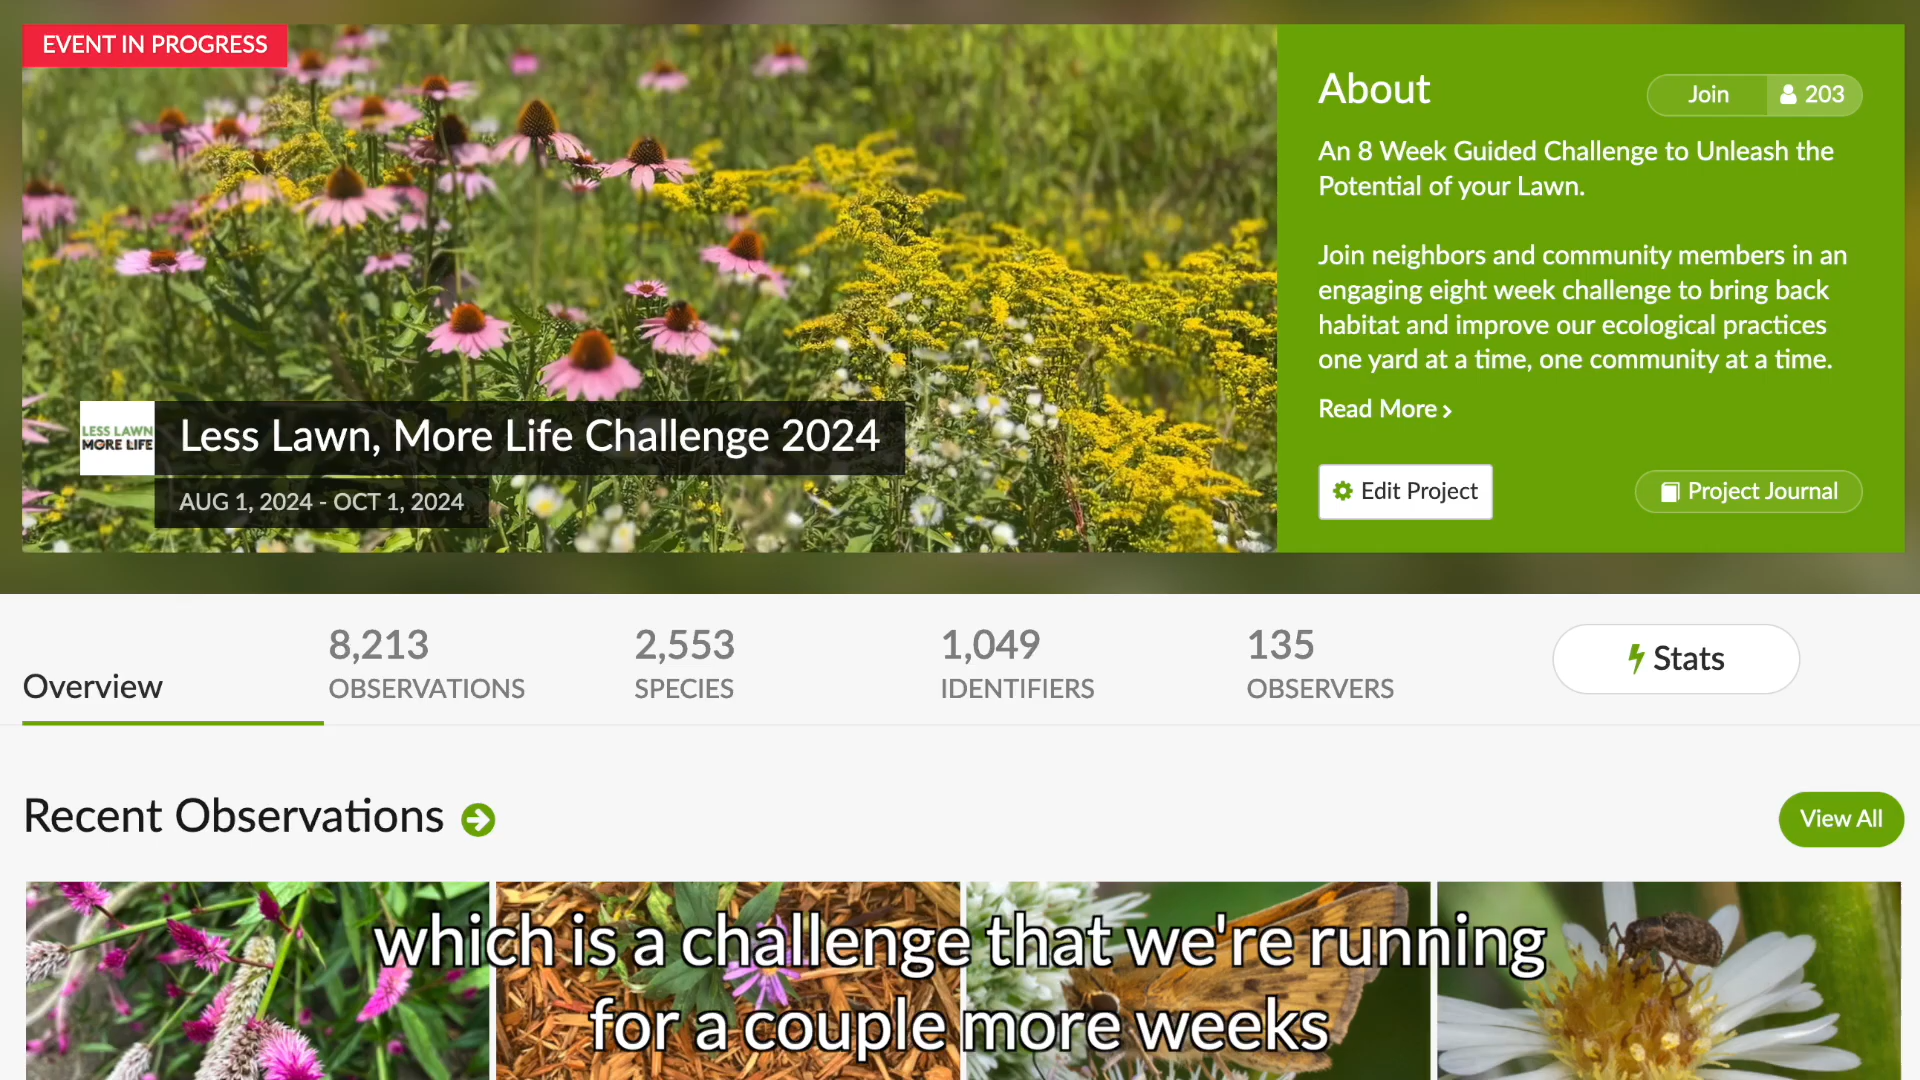 EVENT IN PROGRESS
About
Join
203
An 8 Week Guided Challenge to Unleash the
Potential of your Lawn.
Join neighbors and community members in an
engaging eight week challenge to bring back
habitat and improve our ecological practices
one yard at a time, one community at a time.
Read More
LESS LAWN
MORE LIFE
Less Lawn, More Life Challenge 2024
AUG 1, 2024 - OCT 1, 2024
Edit Project
Project Journal
Overview
8,213
OBSERVATIONS
2,553
SPECIES
1,049
IDENTIFIERS
135
OBSERVERS
Stats
Recent Observations
View All
which is a challenge that we're running
for a couple more weeks